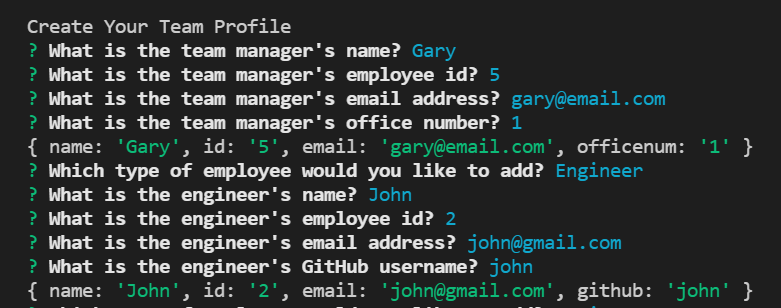 Create Your Team Profile
? What is the team manager's name? Gary
? What is the team manager's employee id? 5
? What is the team manager's email address? gary@email.com
? What is the team manager's office number? 1
{ name: 'Gary', id: '5', email: 'gary@email.com', officenum: '1' }
? Which type of employee would you like to add? Engineer
? What is the engineer's name? John
? What is the engineer's employee id? 2
? What is the engineer's email address? john@gmail.com
? What is the engineer's GitHub username? john
{ name: 'John', id: '2', email: 'john@gmail.com', github: 'john' }